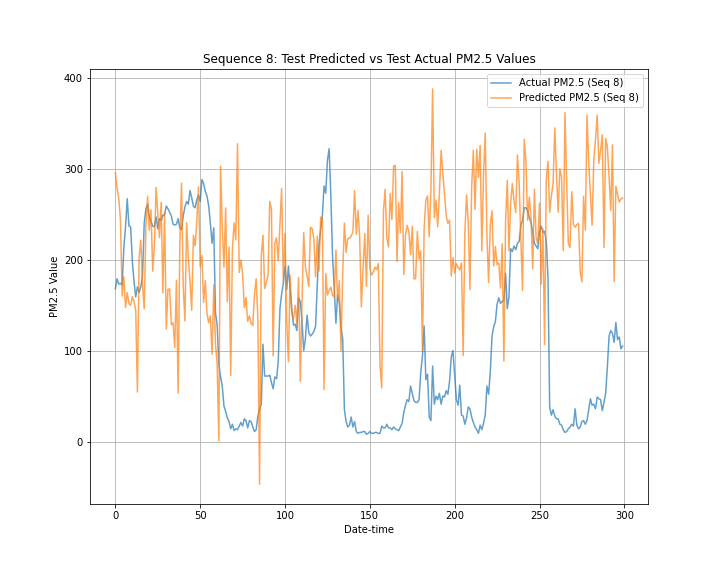 Sequence 8: Test Predicted vs Test Actual PM2.5 Values
Actual PM2.5 (Seq 8)
Predicted PM2.5 (Seq 8)
400
300
200
100
0
PM2.5 Value
0 50 100 150 200 250 300
Date-time